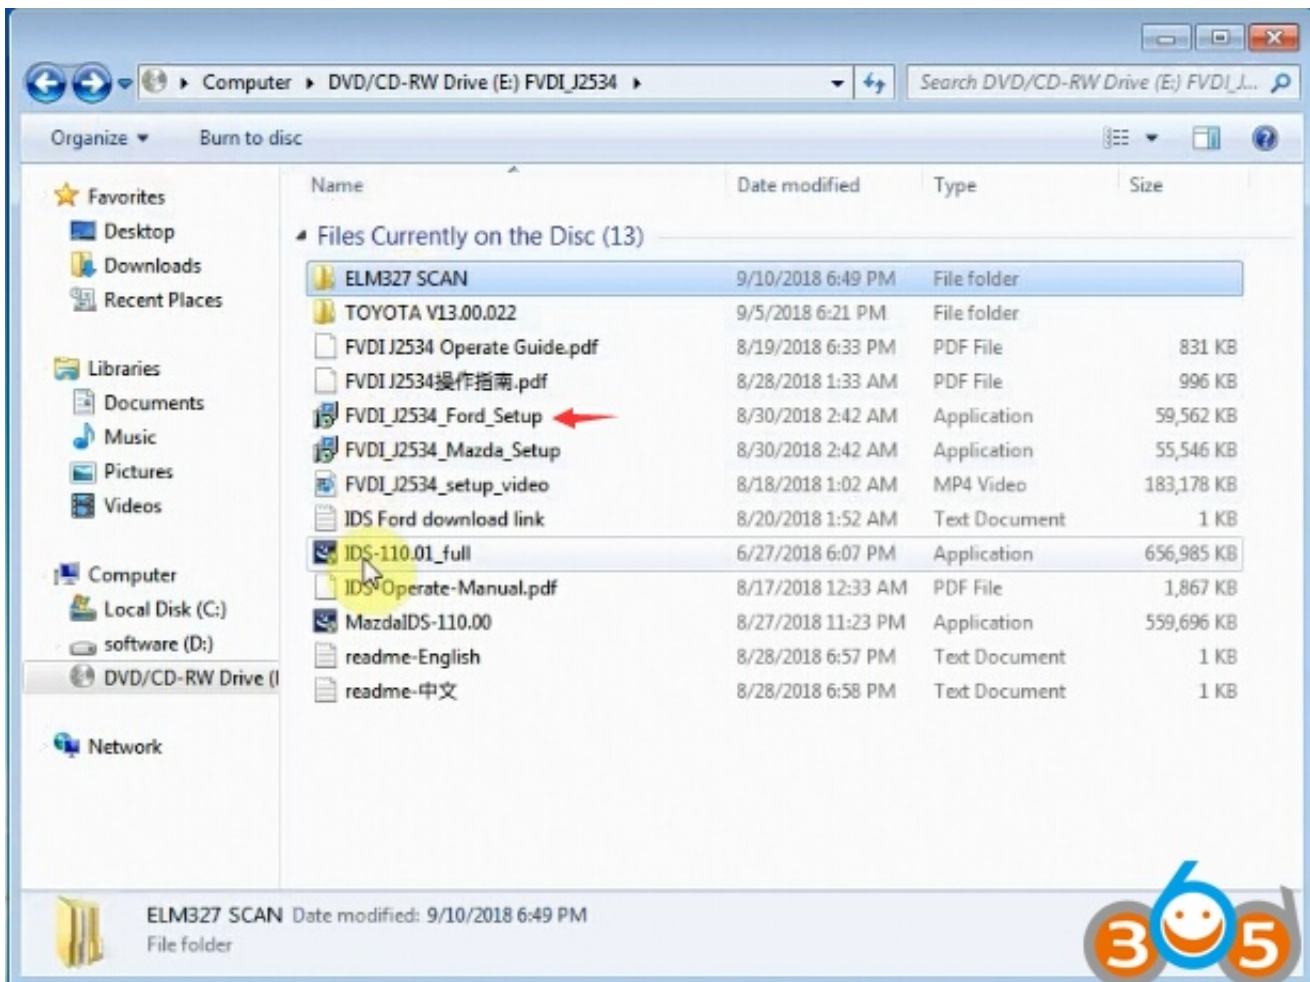 Computer ▸ DVD/CD-RW Drive (E:) FVDI_J2534 ▸ Search DVD/CD-RW Drive (E:) FVDI_J...
Organize Burn to disc
Name Date modified Type Size
Favorites
Desktop
Downloads
Recent Places
Libraries
Documents
Music
Pictures
Videos
Computer
Local Disk (C:)
software (D:)
DVD/CD-RW Drive (
Network
Files Currently on the Disc (13)
ELM327 SCAN 9/10/2018 6:49 PM File folder
TOYOTA V13.00.022 9/5/2018 6:21 PM File folder
FVDI J2534 Operate Guide.pdf 8/19/2018 6:33 PM PDF File 831 KB
FVDI J2534操作指南.pdf 8/28/2018 1:33 AM PDF File 996 KB
FVDI_J2534_Ford_Setup 8/30/2018 2:42 AM Application 59,562 KB
FVDI_J2534_Mazda_Setup 8/30/2018 2:42 AM Application 55,546 KB
FVDI_J2534_setup_video 8/18/2018 1:02 AM MP4 Video 183,178 KB
IDS Ford download link 8/20/2018 1:52 AM Text Document 1 KB
IDS-110.01_full 6/27/2018 6:07 PM Application 656,985 KB
IDS-Operate-Manual.pdf 8/17/2018 12:33 AM PDF File 1,867 KB
MazdaIDS-110.00 8/27/2018 11:23 PM Application 559,696 KB
readme-English 8/28/2018 6:57 PM Text Document 1 KB
readme-中文 8/28/2018 6:58 PM Text Document 1 KB
ELM327 SCAN Date modified: 9/10/2018 6:49 PM
File folder
365d